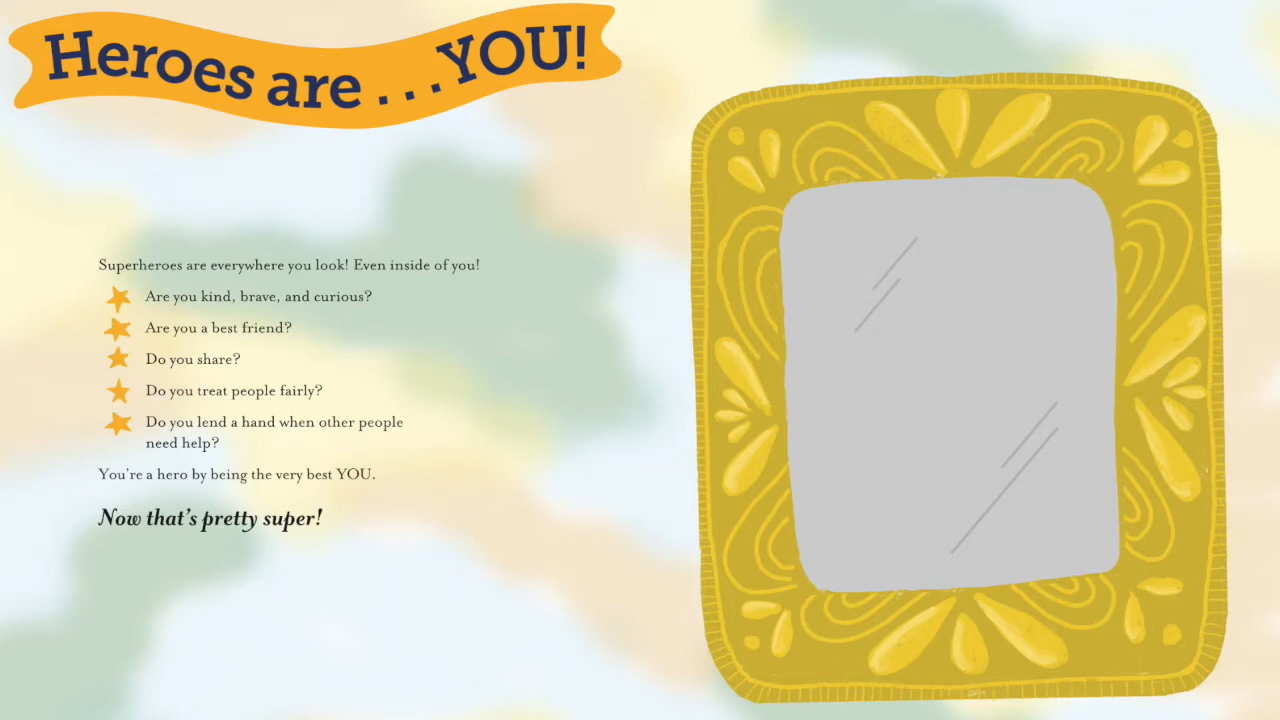 Heroes are . . . YOU!
Superheroes are everywhere you look! Even inside of you!
Are you kind, brave, and curious?
Are you a best friend?
Do you share?
Do you treat people fairly?
Do you lend a hand when other people
need help?
You're a hero by being the very best YOU.
Now that's pretty super!